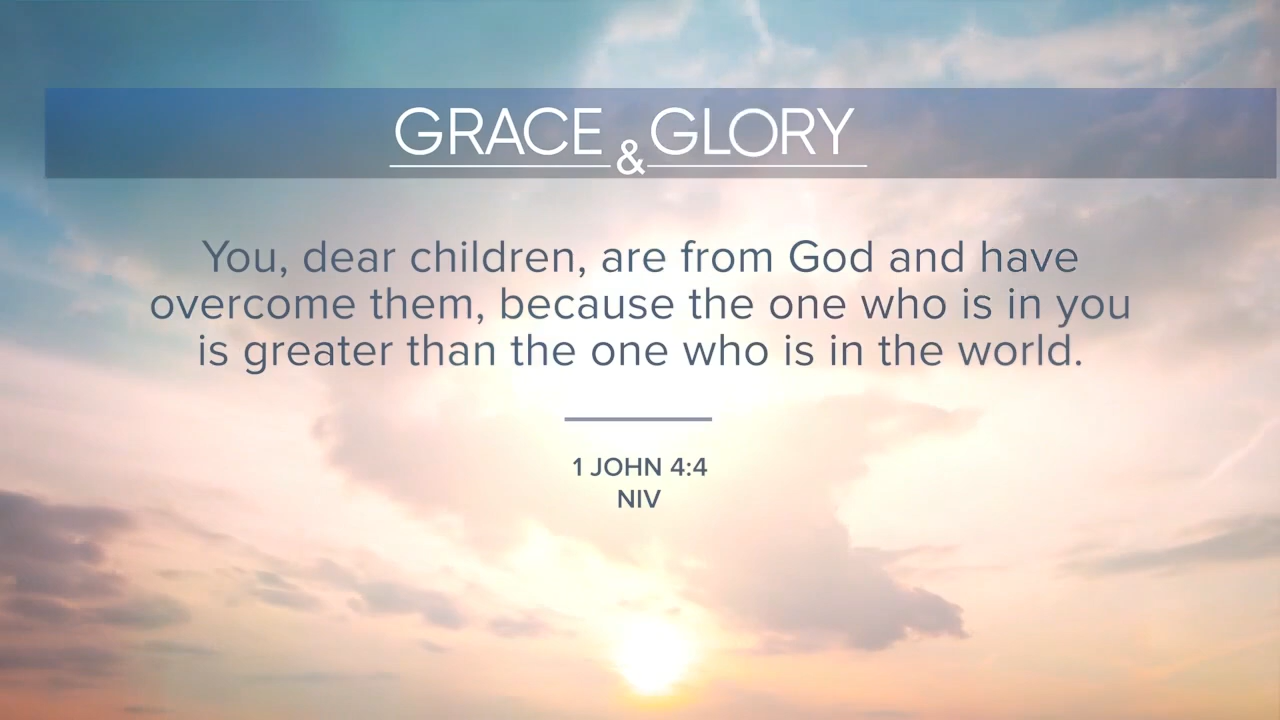 GRACE & GLORY
You, dear children, are from God and have
overcome them, because the one who is in you
is greater than the one who is in the world.
1 JOHN 4:4
NIV